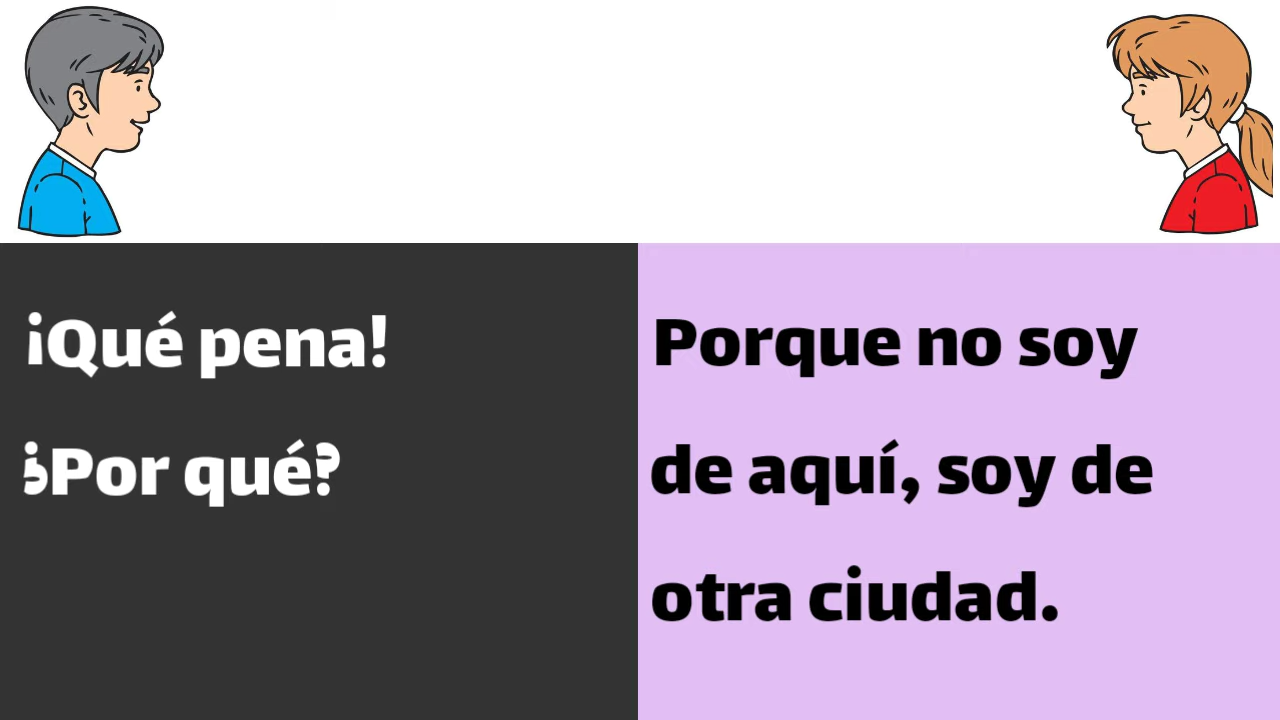 ¡Qué pena!
¿Por qué?
Porque no soy
de aquí, soy de
otra ciudad.